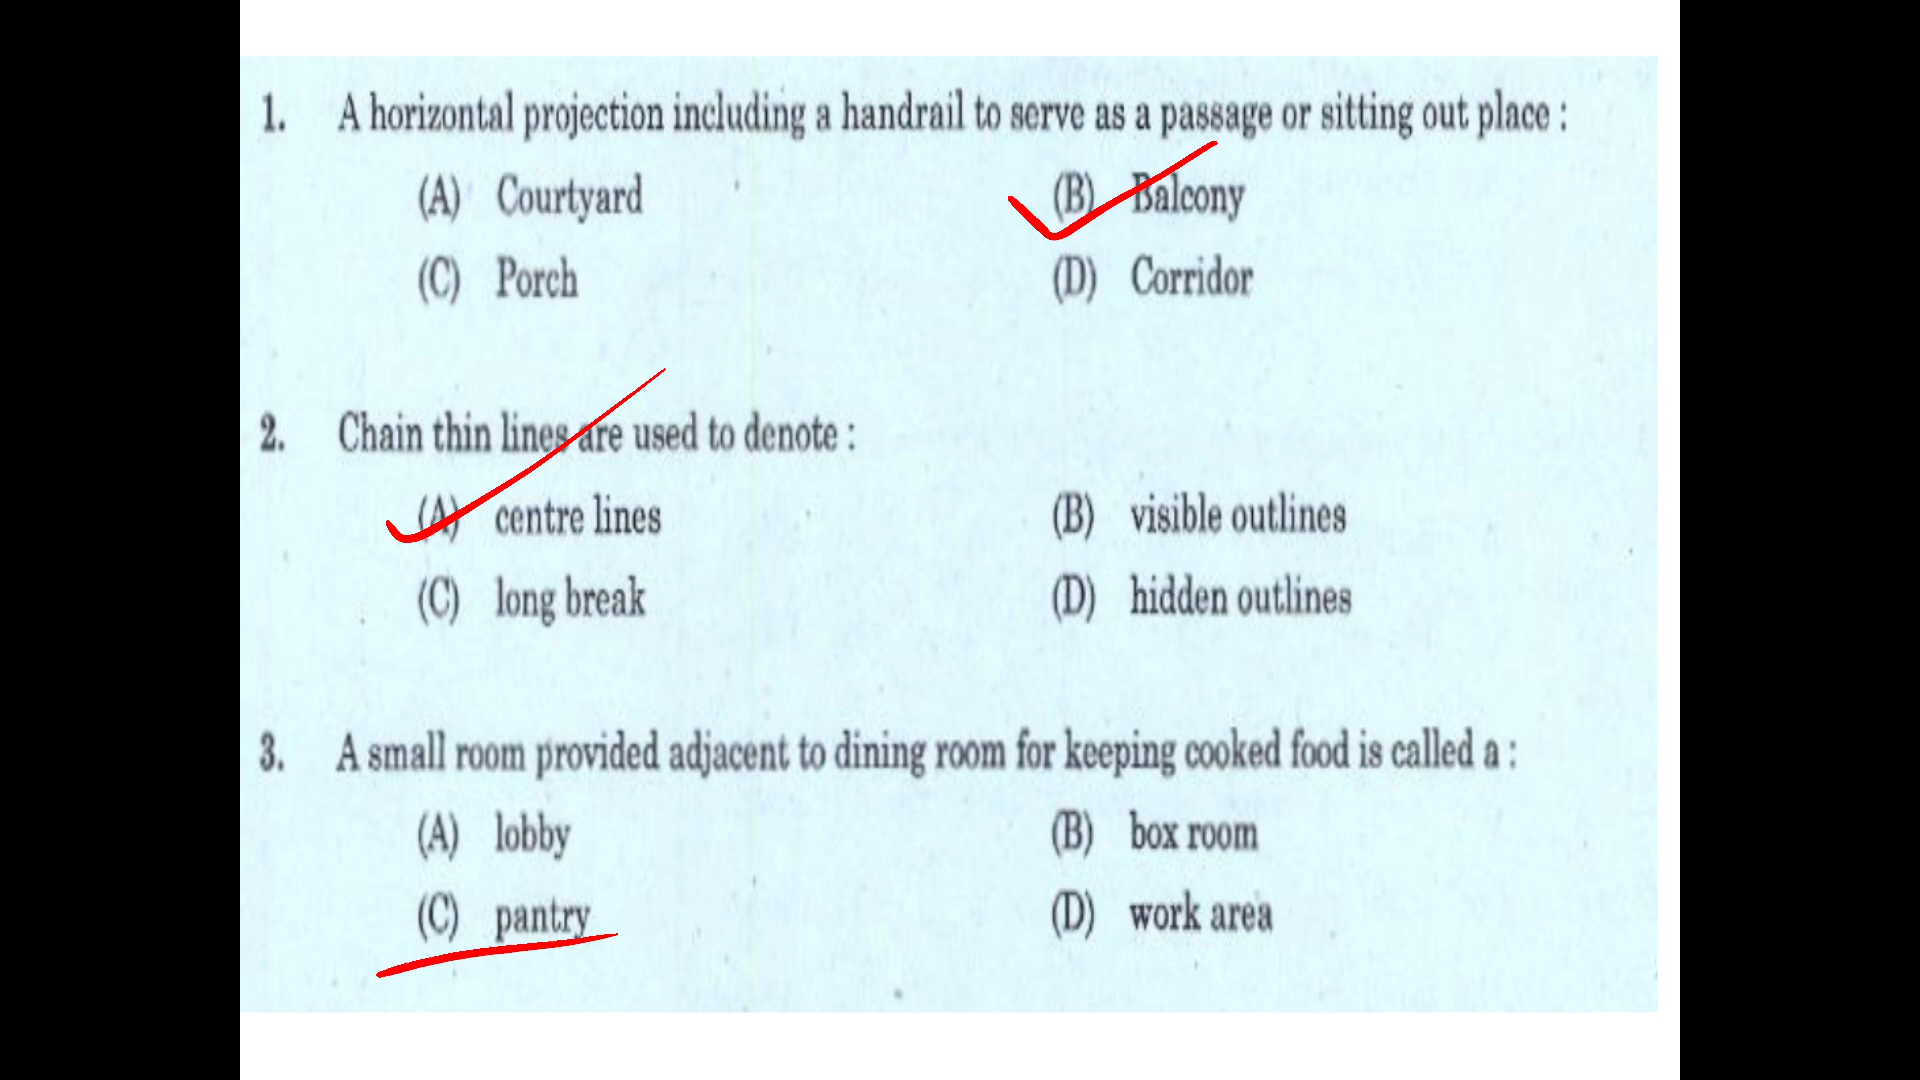 1. A horizontal projection including a handrail to serve as a passage or sitting out place :
(A) Courtyard (B) Balcony
(C) Porch (D) Corridor
2. Chain thin lines are used to denote :
(A) centre lines (B) visible outlines
(C) long break (D) hidden outlines
3. A small room provided adjacent to dining room for keeping cooked food is called a :
(A) lobby (B) box room
(C) pantry (D) work area